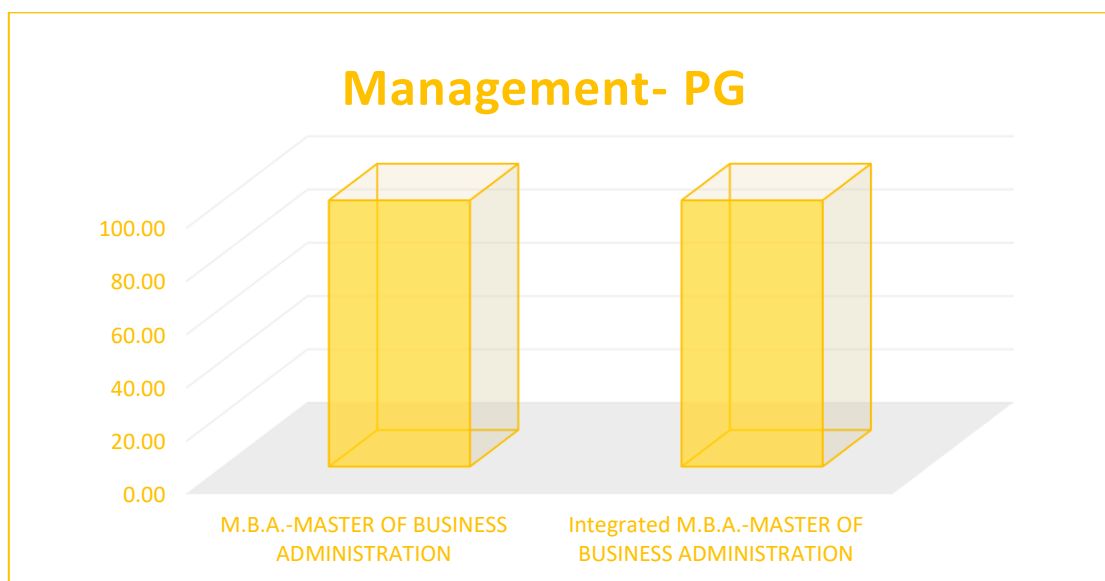 Management- PG
100.00
80.00
60.00
40.00
20.00
0.00
M.B.A.-MASTER OF BUSINESS
ADMINISTRATION
Integrated M.B.A.-MASTER OF
BUSINESS ADMINISTRATION